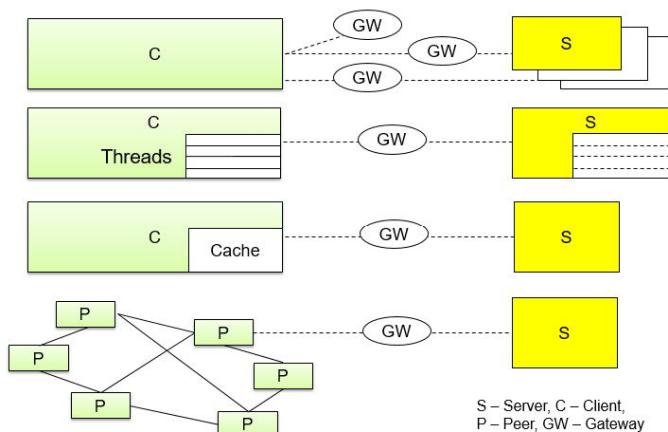 GW
C
GW
S
GW
C
S
Threads
GW
C
GW
S
Cache
P
P
GW
S
P
P
P
P
S – Server, C – Client,
P – Peer, GW – Gateway